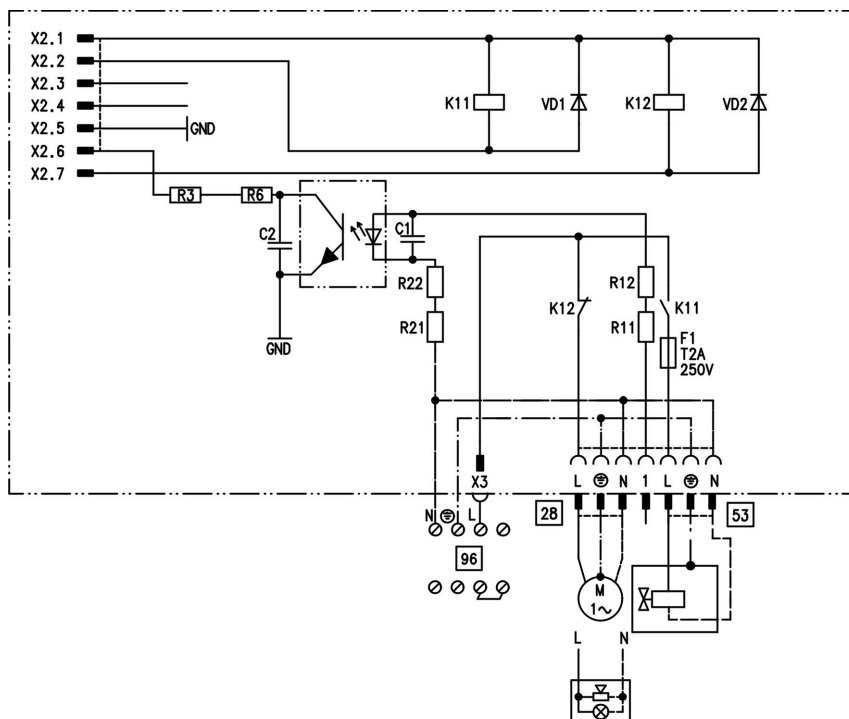 X2.1
X2.2
X2.3
X2.4
X2.5
X2.6
X2.7
K11
VD1
K12
VD2
GND
R3
R6
C2
C1
R22
R21
GND
K12
R12
R11
K11
F1
T2A
250V
X3
L
N
1
L
N
N
L
28
53
96
M
1~
L
N